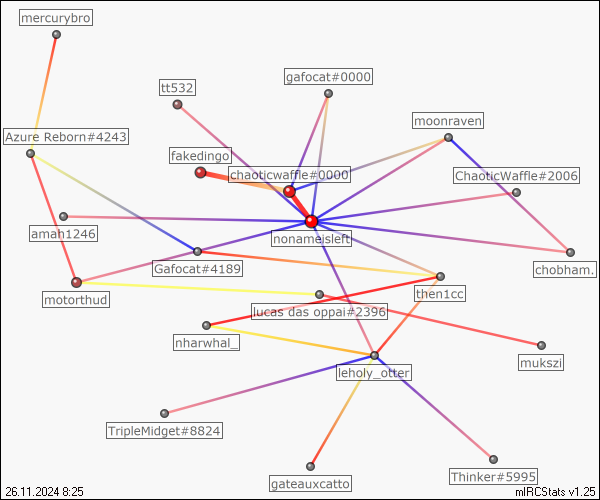 mercurybro
gafocat#0000
tt532
moonraven
Azure Reborn#4243
fakedingo
chaoticwaffle#0000
ChaoticWaffle#2006
amah1246
nonameisleft
Gafocat#4189
chobham.
motorthud
then1cc
lucas das oppai#2396
nharwhal_
mukszi
leholy_otter
TripleMidget#8824
gateauxcatto
Thinker#5995
26.11.2024 8:25
mIRCStats v1.25